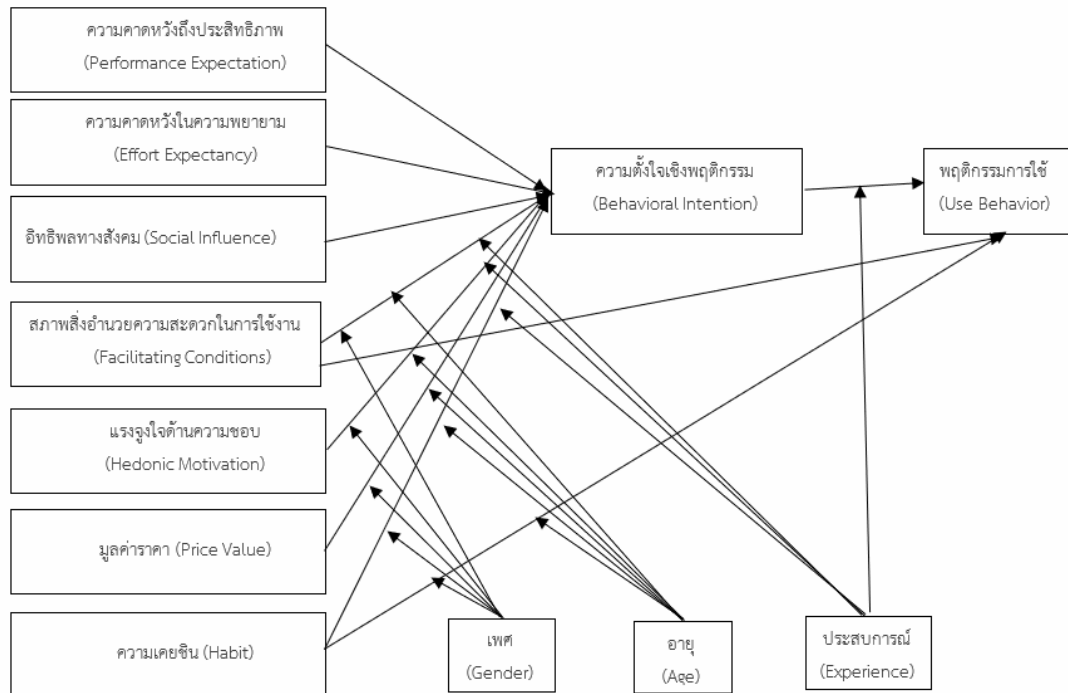 ความคาดหวังถึงประสิทธิภาพ
(Performance Expectation)
ความคาดหวังในความพยายาม
(Effort Expectancy)
อิทธิพลทางสังคม (Social Influence)
สภาพสิ่งอำนวยความสะดวกในการใช้งาน
(Facilitating Conditions)
แรงจูงใจด้านความชอบ
(Hedonic Motivation)
มูลค่าราคา (Price Value)
ความเคยชิน (Habit)
ความตั้งใจเชิงพฤติกรรม
(Behavioral Intention)
พฤติกรรมการใช้
(Use Behavior)
เพศ
(Gender)
อายุ
(Age)
ประสบการณ์
(Experience)